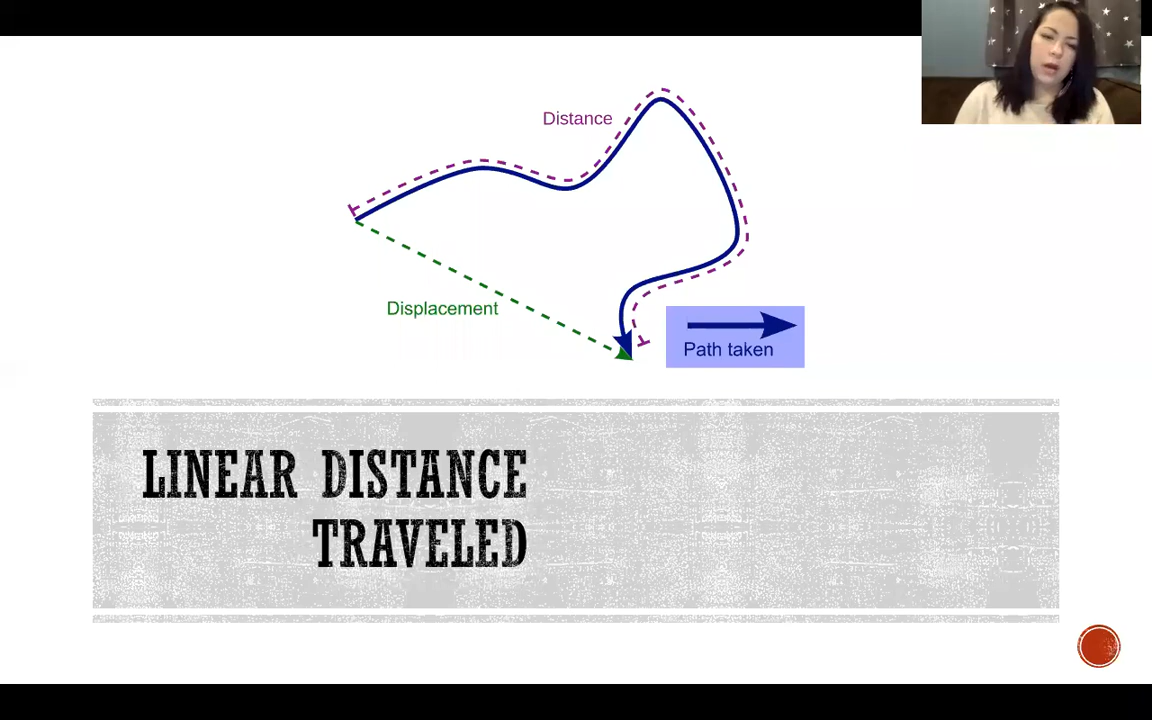 Distance
Displacement
Path taken
LINEAR DISTANCE
TRAVELED